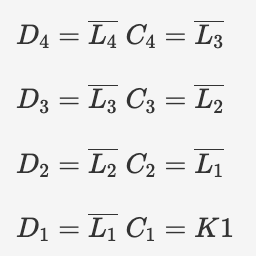 D₄ = L̅₄ C₄ = L̅₃
D₃ = L̅₃ C₃ = L̅₂
D₂ = L̅₂ C₂ = L̅₁
D₁ = L̅₁ C₁ = K1